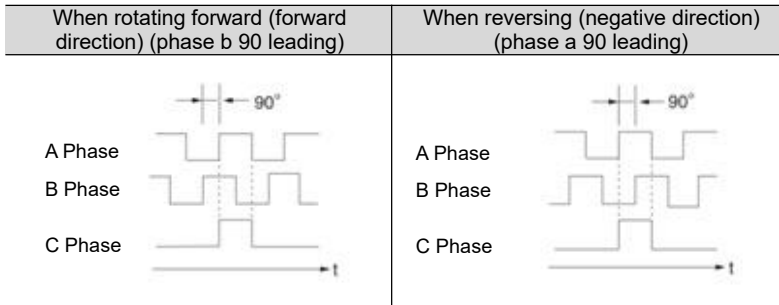 When rotating forward (forward
direction) (phase b 90 leading)
When reversing (negative direction)
(phase a 90 leading)
90°
A Phase
B Phase
C Phase
t
90°
A Phase
B Phase
C Phase
t